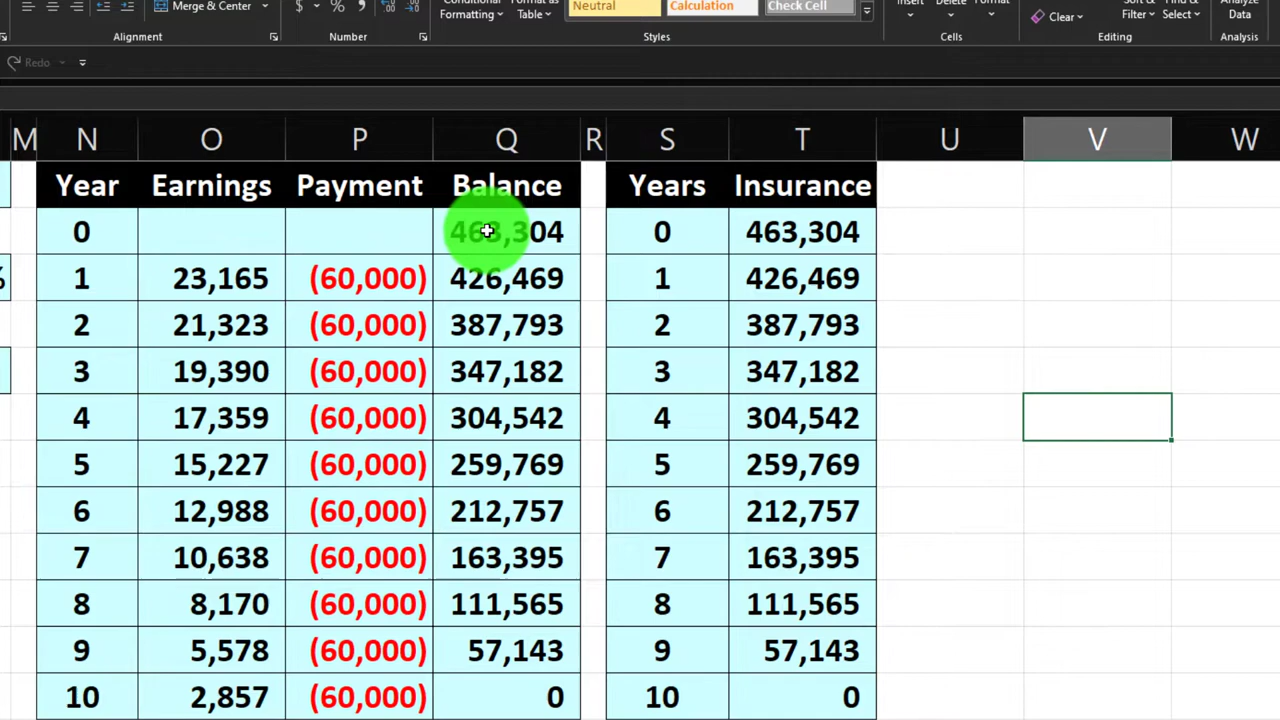 Neutral Calculation Check Cell
$ % Merge & Center Conditional Format as Insert Delete Format Sort & Find & Analyze
Formatting Table Clear Filter Select Data
Alignment Number Styles Cells Editing Analysis
Redo
M N O P Q R S T U V W
Year Earnings Payment Balance Years Insurance
0 463,304 0 463,304
% 1 23,165 (60,000) 426,469 1 426,469
2 21,323 (60,000) 387,793 2 387,793
3 19,390 (60,000) 347,182 3 347,182
4 17,359 (60,000) 304,542 4 304,542
5 15,227 (60,000) 259,769 5 259,769
6 12,988 (60,000) 212,757 6 212,757
7 10,638 (60,000) 163,395 7 163,395
8 8,170 (60,000) 111,565 8 111,565
9 5,578 (60,000) 57,143 9 57,143
10 2,857 (60,000) 0 10 0